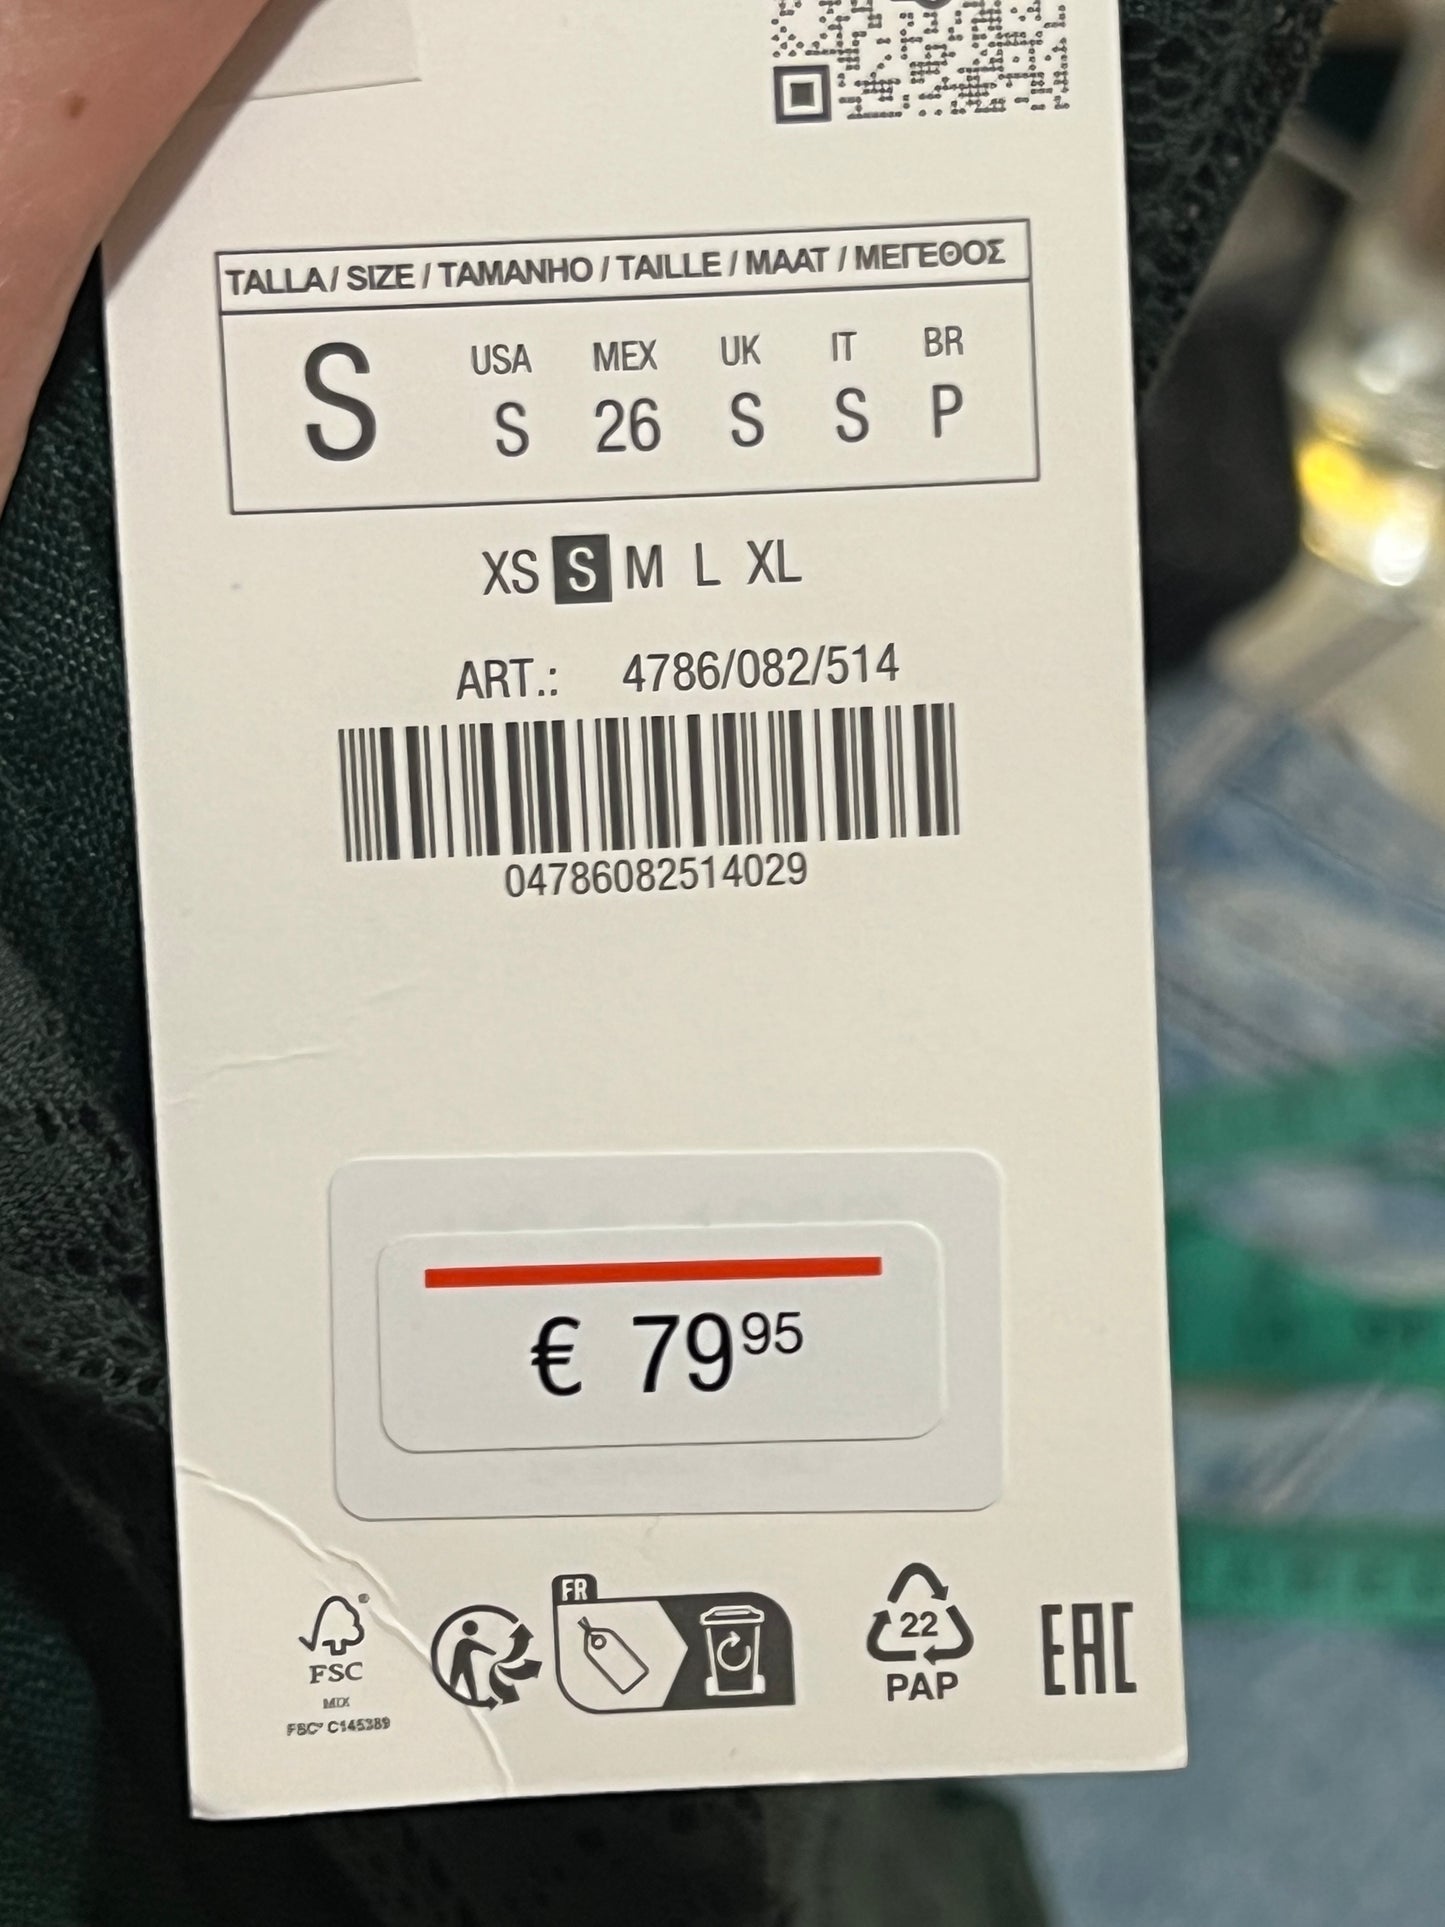 TALLA / SIZE / TAMANHO / TAILLE / MAAT / ΜΕΓΕΘΟΣ
USA MEX UK IT BR
S S 26 S S P
XS S M L XL
ART.: 4786/082/514
04786082514029
€ 7995
FR
22
FSC PAP EAC
MIX
FSC® C145389